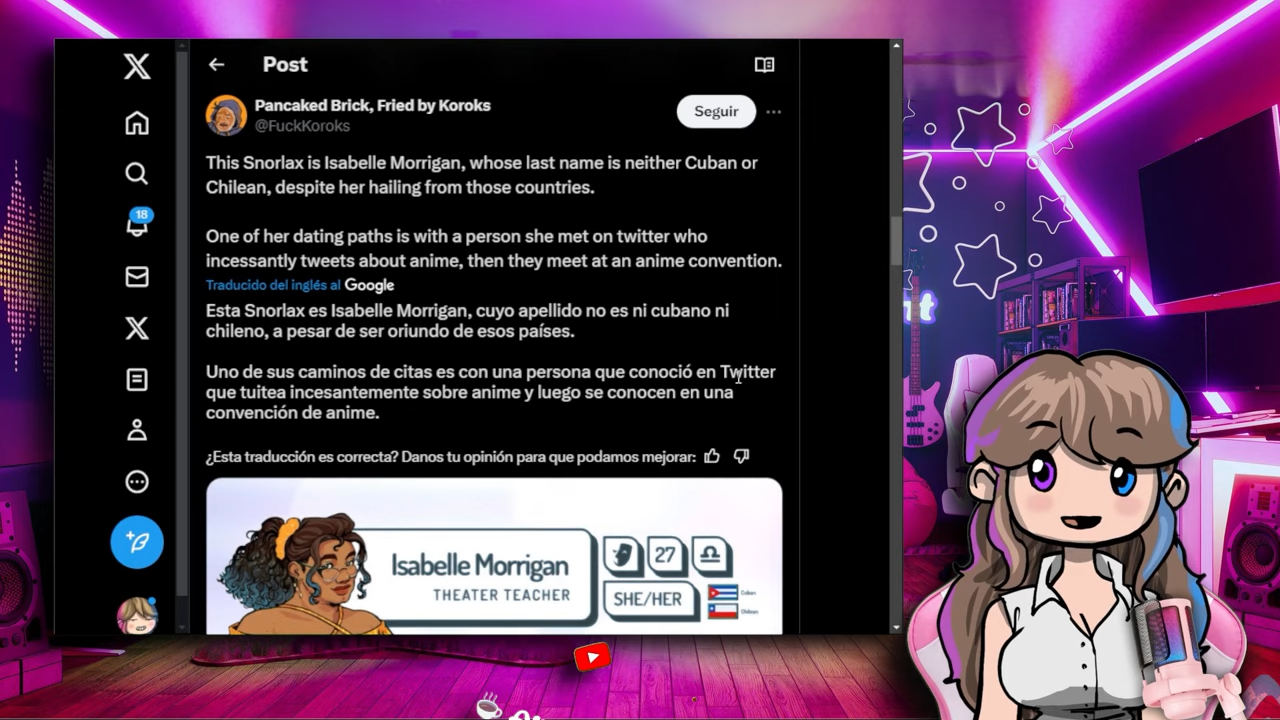 Post
Pancaked Brick, Fried by Koroks
@FuckKoroks
Seguir
This Snorlax is Isabelle Morrigan, whose last name is neither Cuban or
Chilean, despite her hailing from those countries.
18
One of her dating paths is with a person she met on twitter who
incessantly tweets about anime, then they meet at an anime convention.
Traducido del inglés al Google
Esta Snorlax es Isabelle Morrigan, cuyo apellido no es ni cubano ni
chileno, a pesar de ser oriundo de esos países.
Uno de sus caminos de citas es con una persona que conoció en Twitter
que tuitea incesantemente sobre anime y luego se conocen en una
convención de anime.
¿Esta traducción es correcta? Danos tu opinión para que podamos mejorar:
Isabelle Morrigan
THEATER TEACHER
27
SHE/HER
Cuban
Chilean